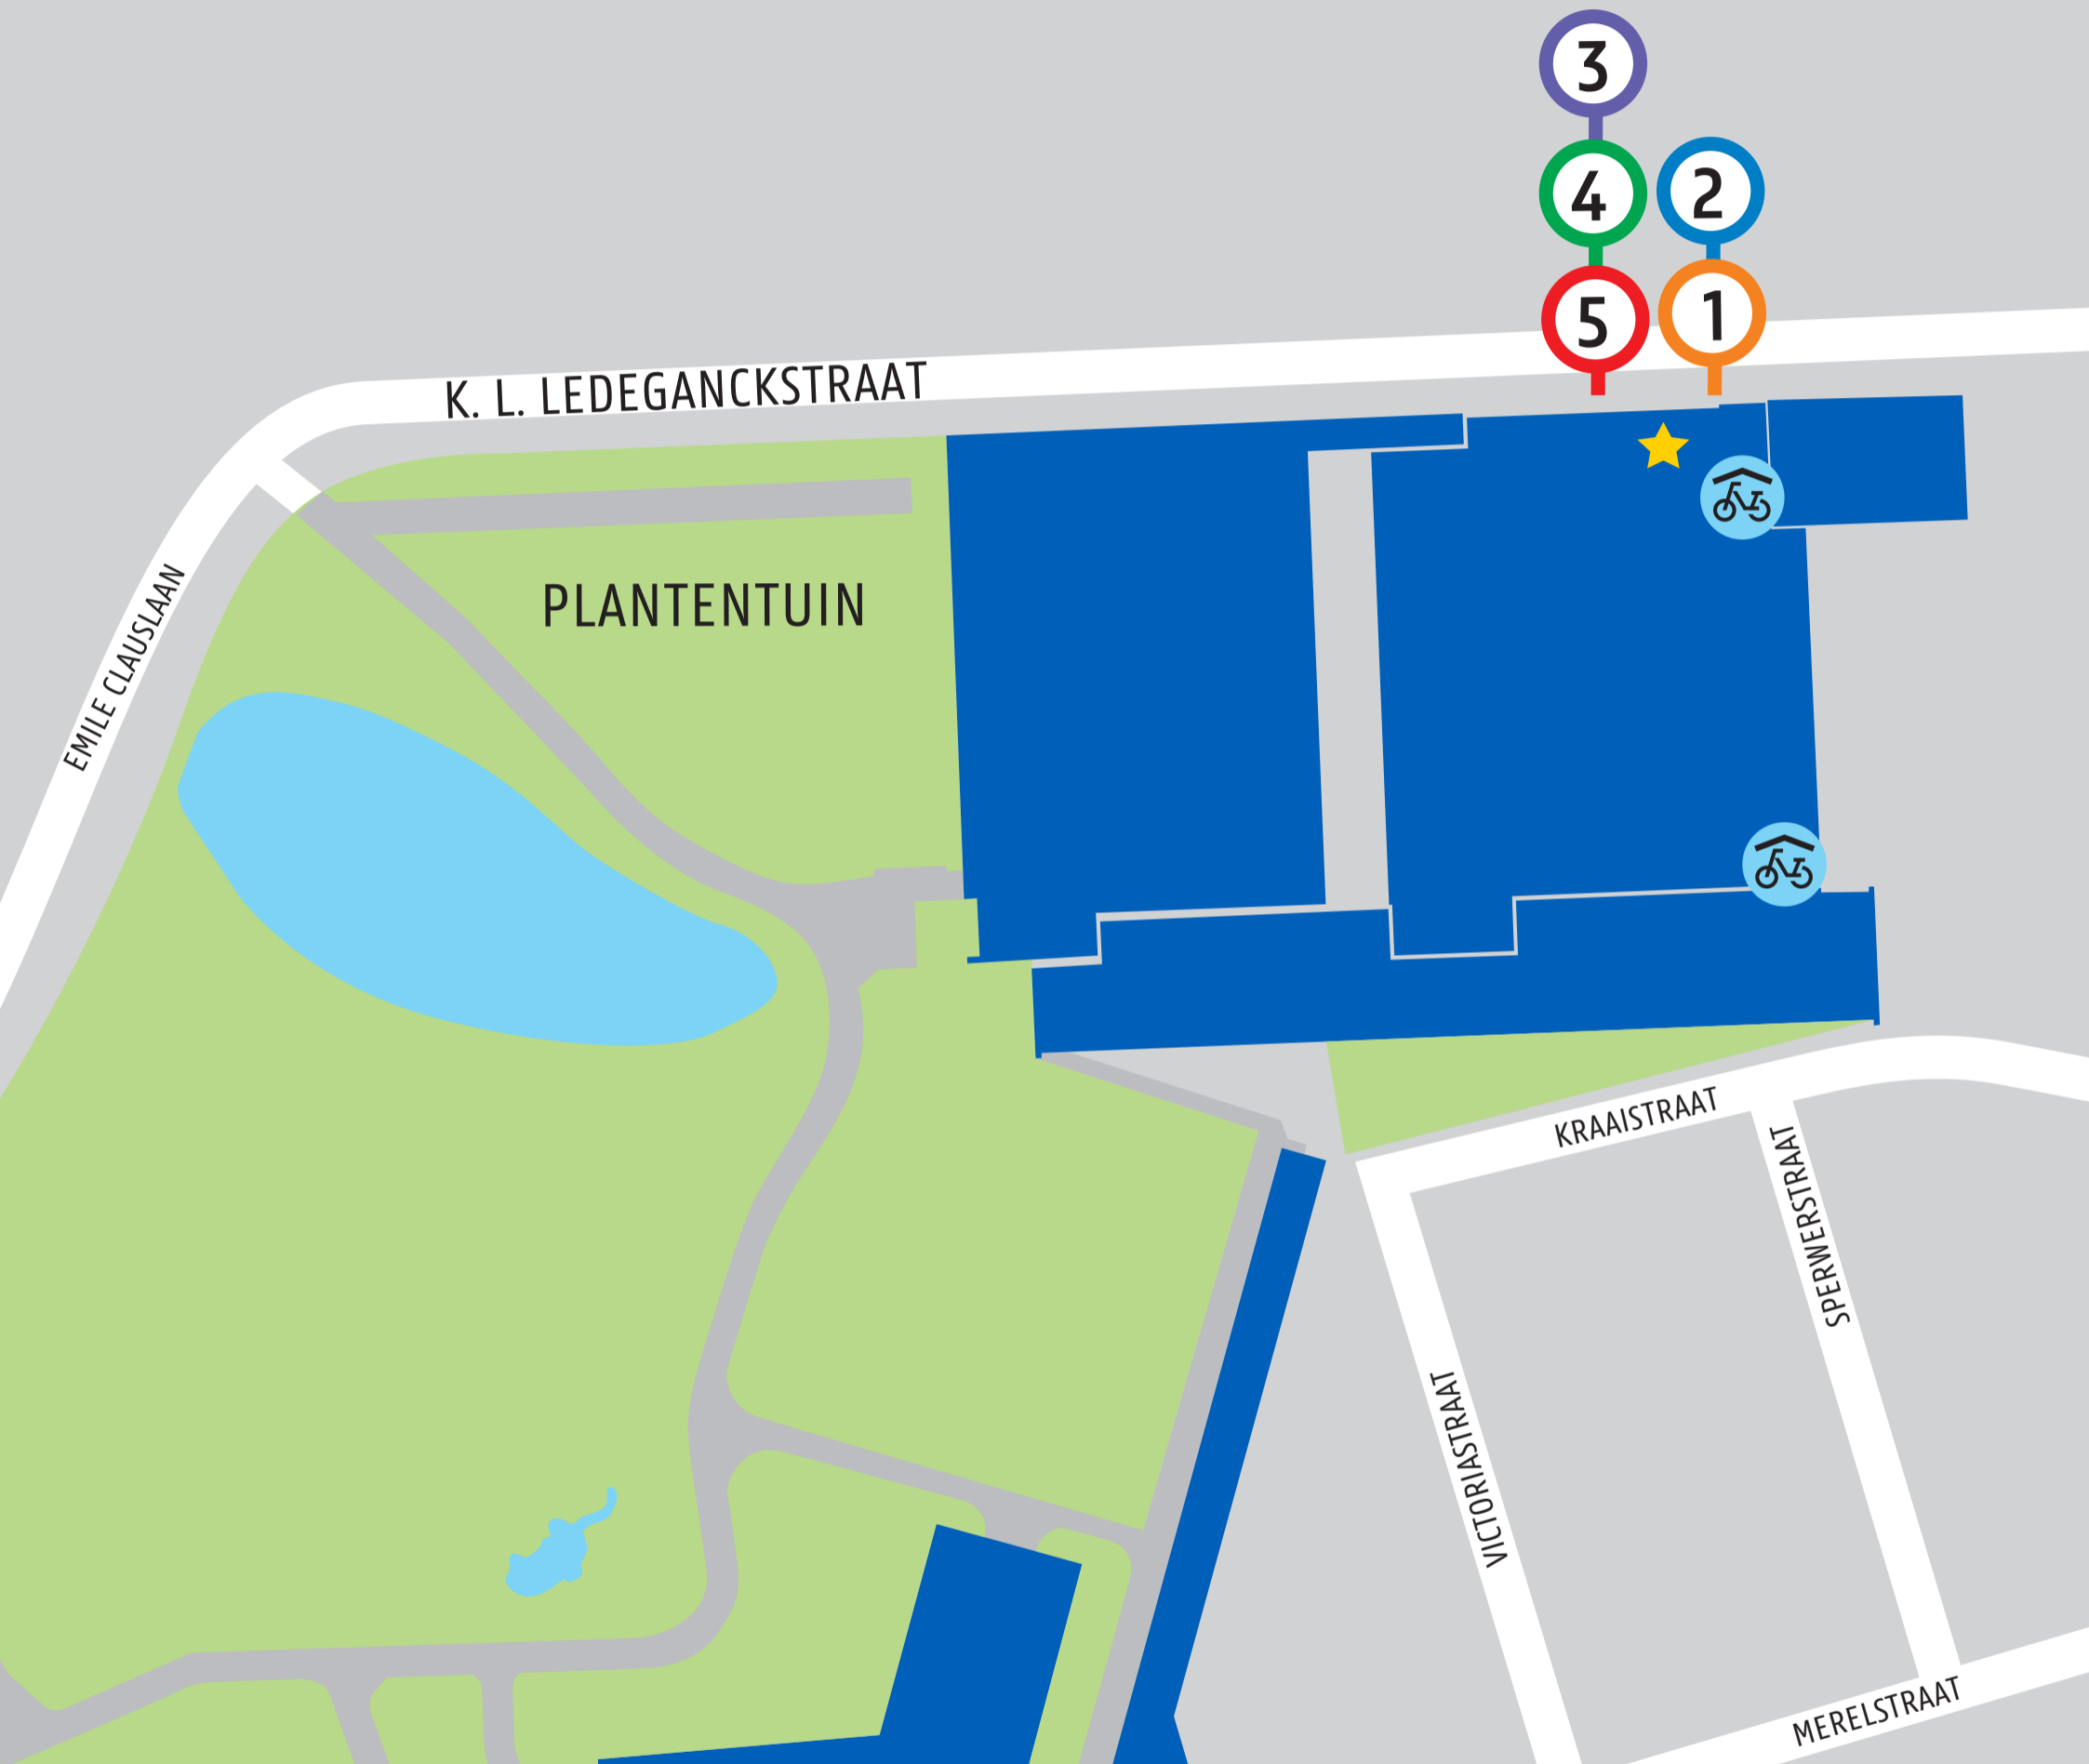 3
4
2
5
1
K. L. LEDEGANCKSTRAAT
PLANTENTUIN
EMILE CLAUSLAAN
KRAAISTRAAT
SPERWERSTRAAT
VICTORIASTRAAT
MERELSTRAAT